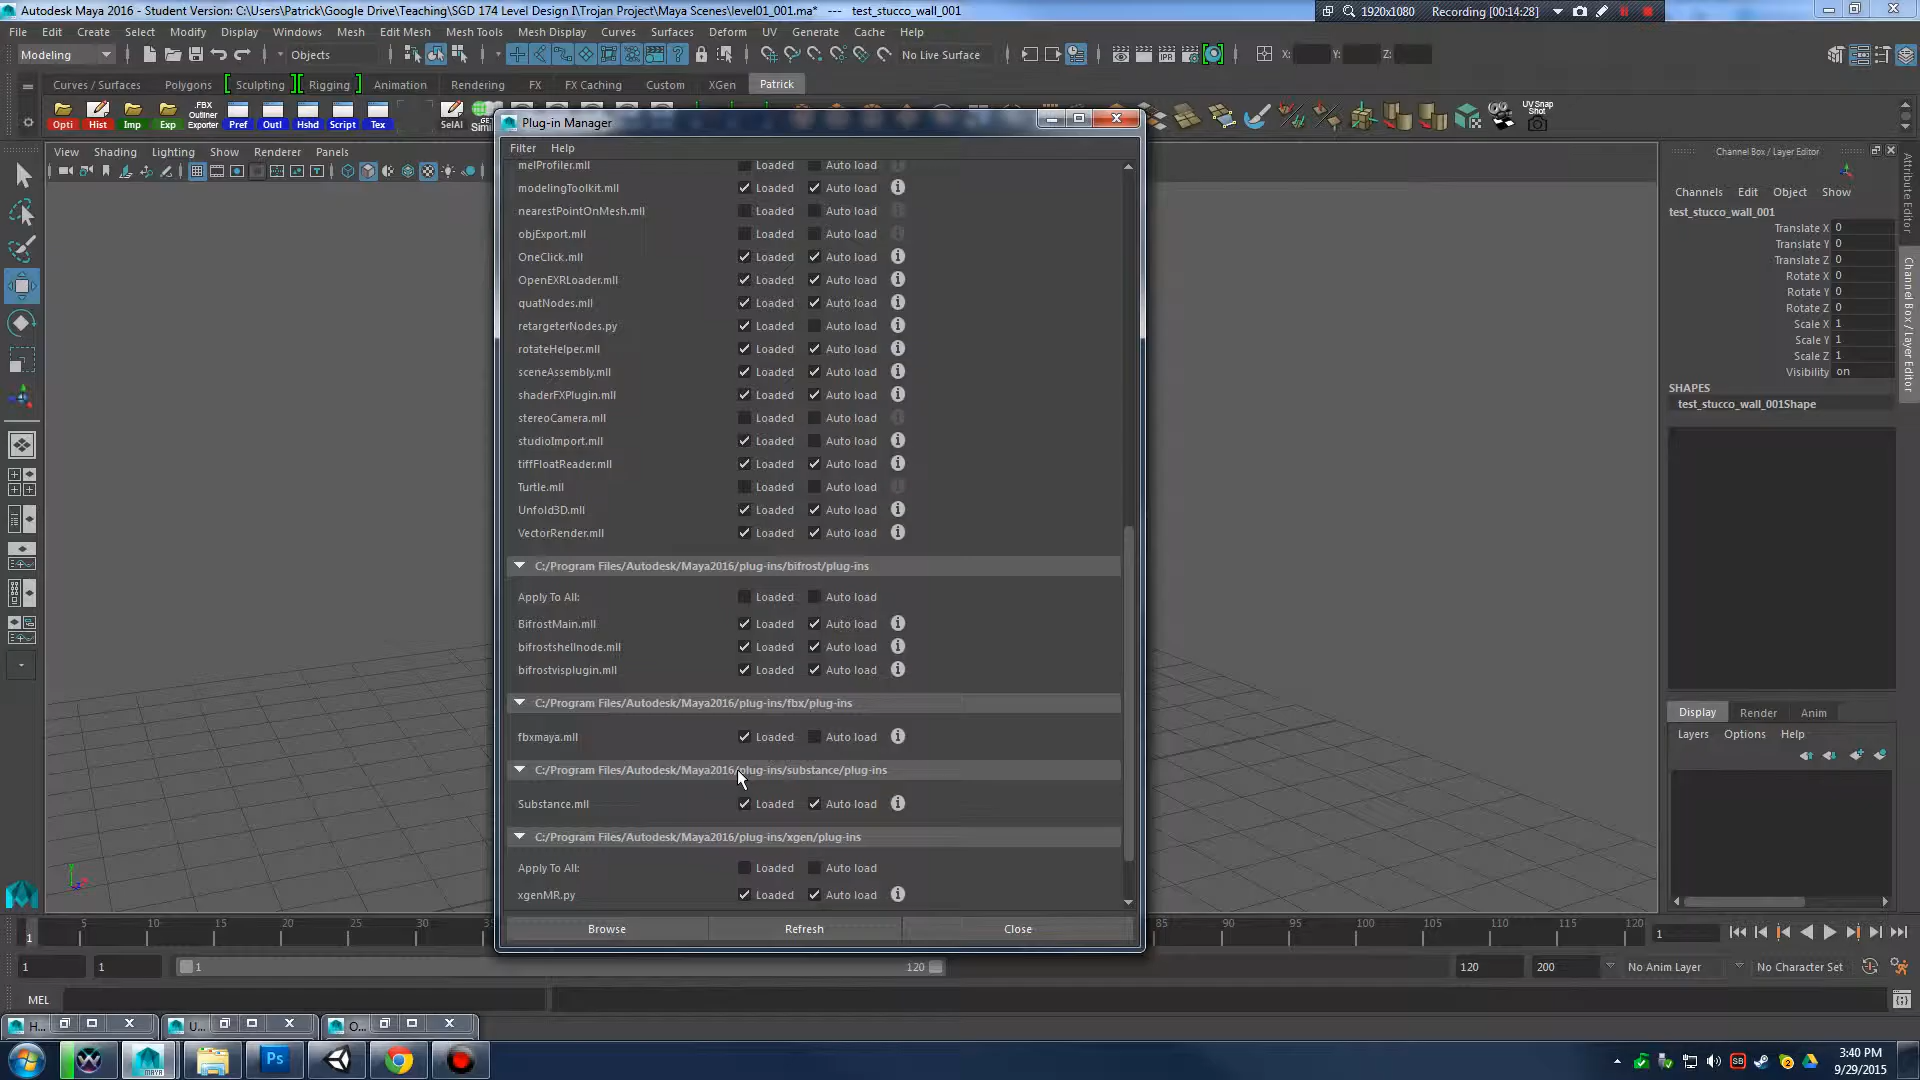 Autodesk Maya 2016 - Student Version: C:\Users\Patrick\Google Drive\Teaching\SGD 174 Level Design I\Trojan Project\Maya Scenes\level01_001.ma* --- test_stucco_wall_001
1920x1080 Recording [00:14:28]
File Edit Create Select Modify Display Windows Mesh Edit Mesh Mesh Tools Mesh Display Curves Surfaces Deform UV Generate Cache Help
Modeling Objects No Live Surface X: Y: Z:
Curves / Surfaces Polygons Sculpting Rigging Animation Rendering FX FX Caching Custom XGen Patrick
Opti Hist Imp Exp .FBX Outliner Exporter Pref Outl Hshd Script Tex SelAl UV Snap Shot
Plug-in Manager
View Shading Lighting Show Renderer Panels
Filter Help
melProfiler.mll Loaded Auto load
modelingToolkit.mll Loaded Auto load
nearestPointOnMesh.mll Loaded Auto load
objExport.mll Loaded Auto load
OneClick.mll Loaded Auto load
OpenEXRLoader.mll Loaded Auto load
quatNodes.mll Loaded Auto load
retargeterNodes.py Loaded Auto load
rotateHelper.mll Loaded Auto load
sceneAssembly.mll Loaded Auto load
shaderFXPlugin.mll Loaded Auto load
stereoCamera.mll Loaded Auto load
studioImport.mll Loaded Auto load
tiffFloatReader.mll Loaded Auto load
Turtle.mll Loaded Auto load
Unfold3D.mll Loaded Auto load
VectorRender.mll Loaded Auto load
C:/Program Files/Autodesk/Maya2016/plug-ins/bifrost/plug-ins
Apply To All: Loaded Auto load
BifrostMain.mll Loaded Auto load
bifrostshellnode.mll Loaded Auto load
bifrostvisplugin.mll Loaded Auto load
C:/Program Files/Autodesk/Maya2016/plug-ins/fbx/plug-ins
fbxmaya.mll Loaded Auto load
C:/Program Files/Autodesk/Maya2016/plug-ins/substance/plug-ins
Substance.mll Loaded Auto load
C:/Program Files/Autodesk/Maya2016/plug-ins/xgen/plug-ins
Apply To All: Loaded Auto load
xgenMR.py Loaded Auto load
Browse Refresh Close
Channel Box / Layer Editor
Channels Edit Object Show
test_stucco_wall_001
Translate X 0
Translate Y 0
Translate Z 0
Rotate X 0
Rotate Y 0
Rotate Z 0
Scale X 1
Scale Y 1
Scale Z 1
Visibility on
SHAPES
test_stucco_wall_001Shape
Attribute Editor
Channel Box / Layer Editor
Display Render Anim
Layers Options Help
1 5 10 15 20 25 30 85 90 95 100 105 110 115 120 1
1 1 1 120 120 200 No Anim Layer No Character Set
MEL
H... U... O...
MAYA Ps
3:40 PM
9/29/2015